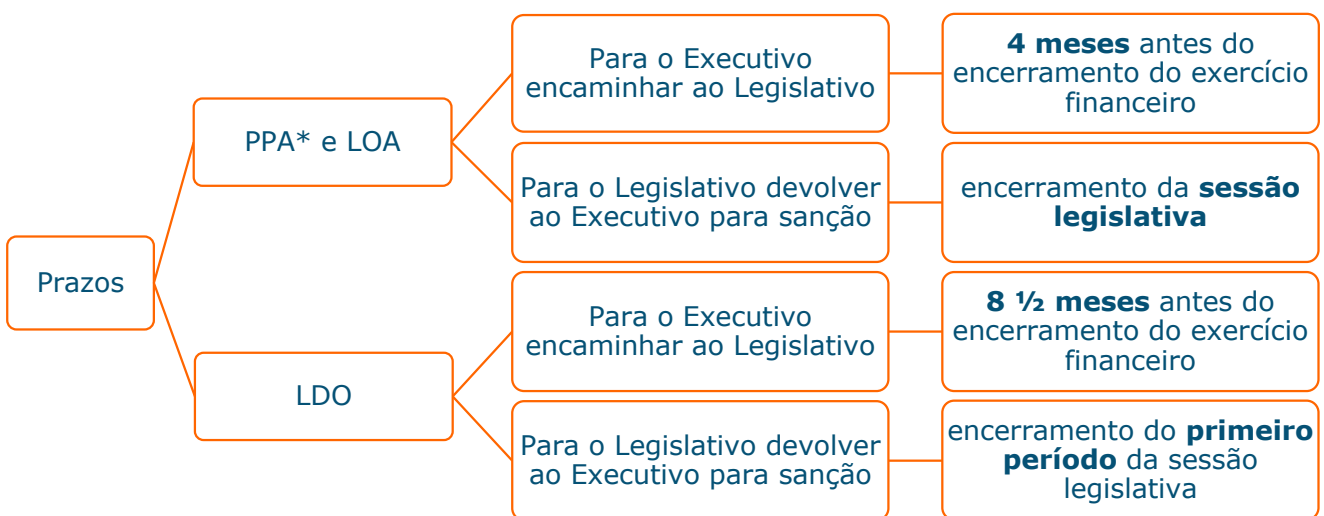 Prazos
PPA* e LOA
Para o Executivo
encaminhar ao Legislativo
4 meses antes do
encerramento do exercício
financeiro
Para o Legislativo devolver
ao Executivo para sanção
encerramento da sessão
legislativa
LDO
Para o Executivo
encaminhar ao Legislativo
8 ½ meses antes do
encerramento do exercício
financeiro
Para o Legislativo devolver
ao Executivo para sanção
encerramento do primeiro
período da sessão
legislativa